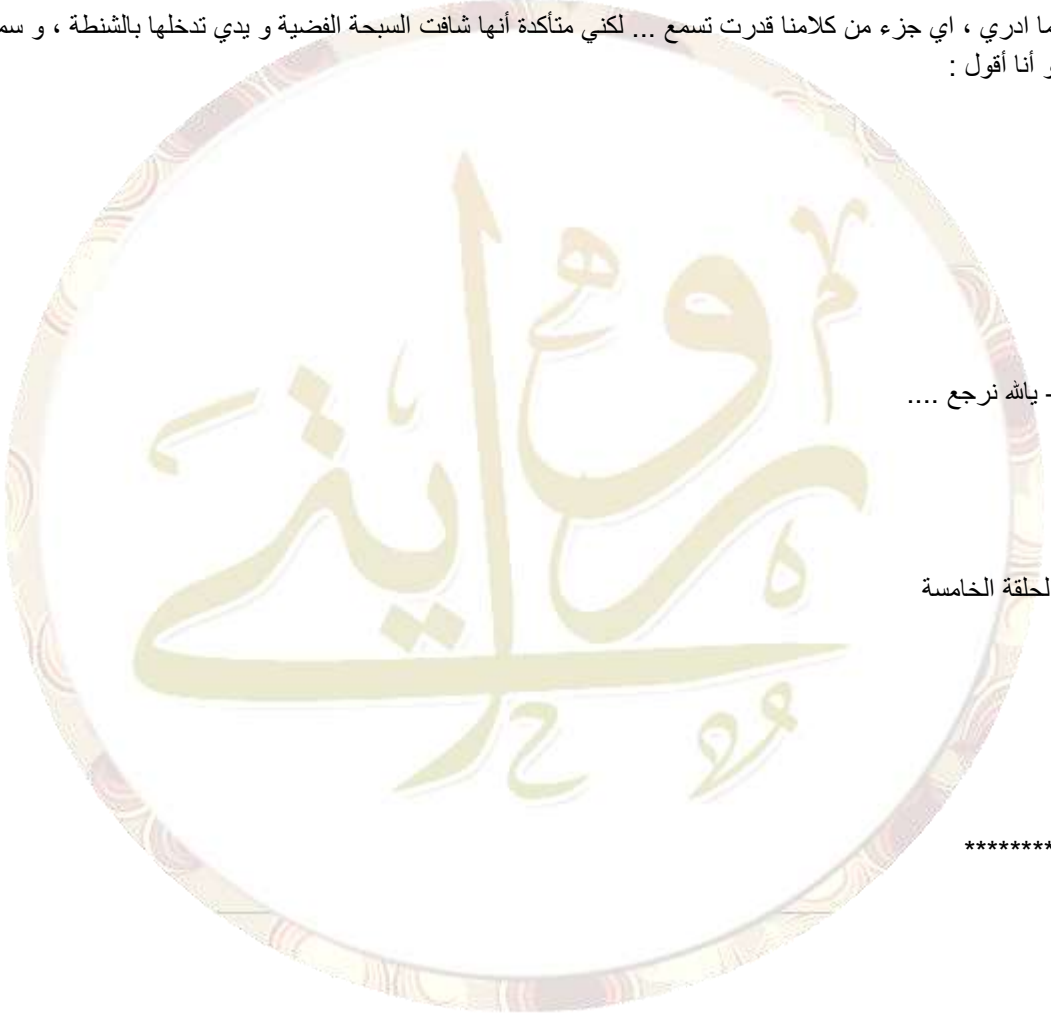 ما ادري ، اي جزء من كلامنا قدرت تسمع ... لكني متأكدة أنها شافت السبحة الفضية و يدي تدخلها بالشنطة ، و سم
و أنا أقول :
- يالله نرجع ....
لحلقة الخامسة
********
روايتي